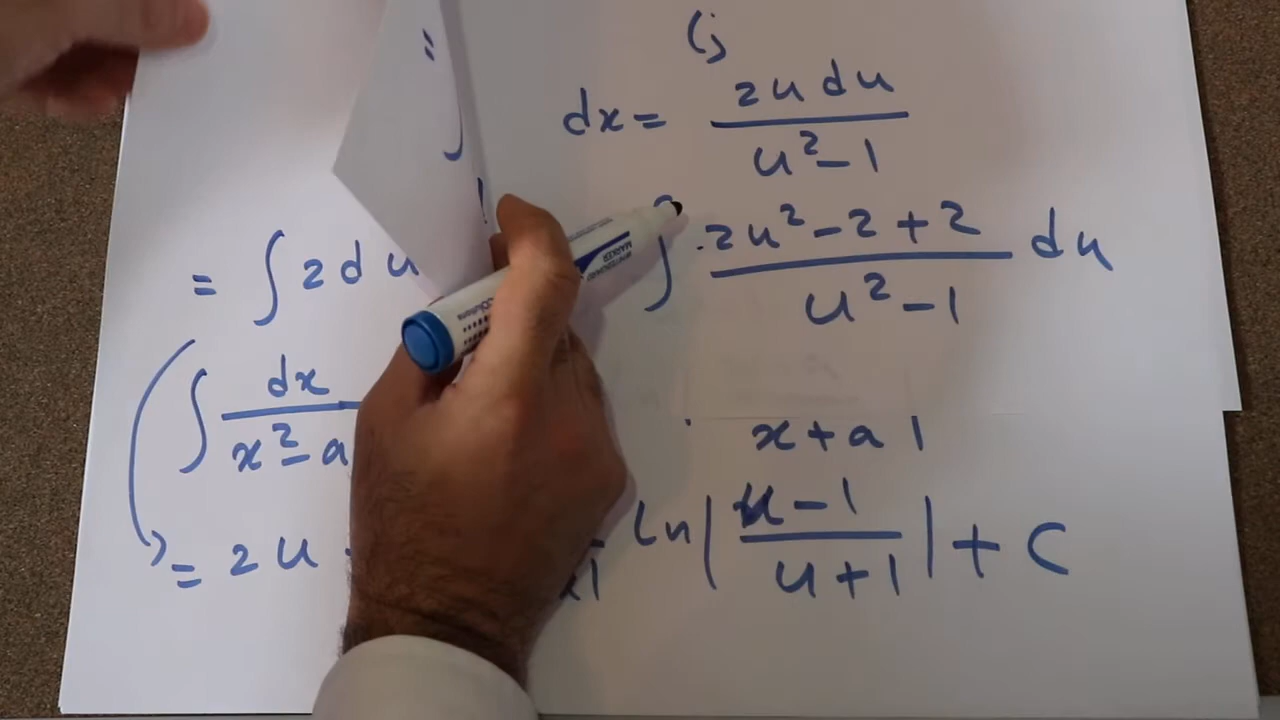 dx = 2u du / u² - 1
∫ 2u² - 2 + 2 / u² - 1 du
= ∫ 2 du
∫ dx / x² - a
x + a |
= 2u
ln | u - 1 / u + 1 | + C
MARKER